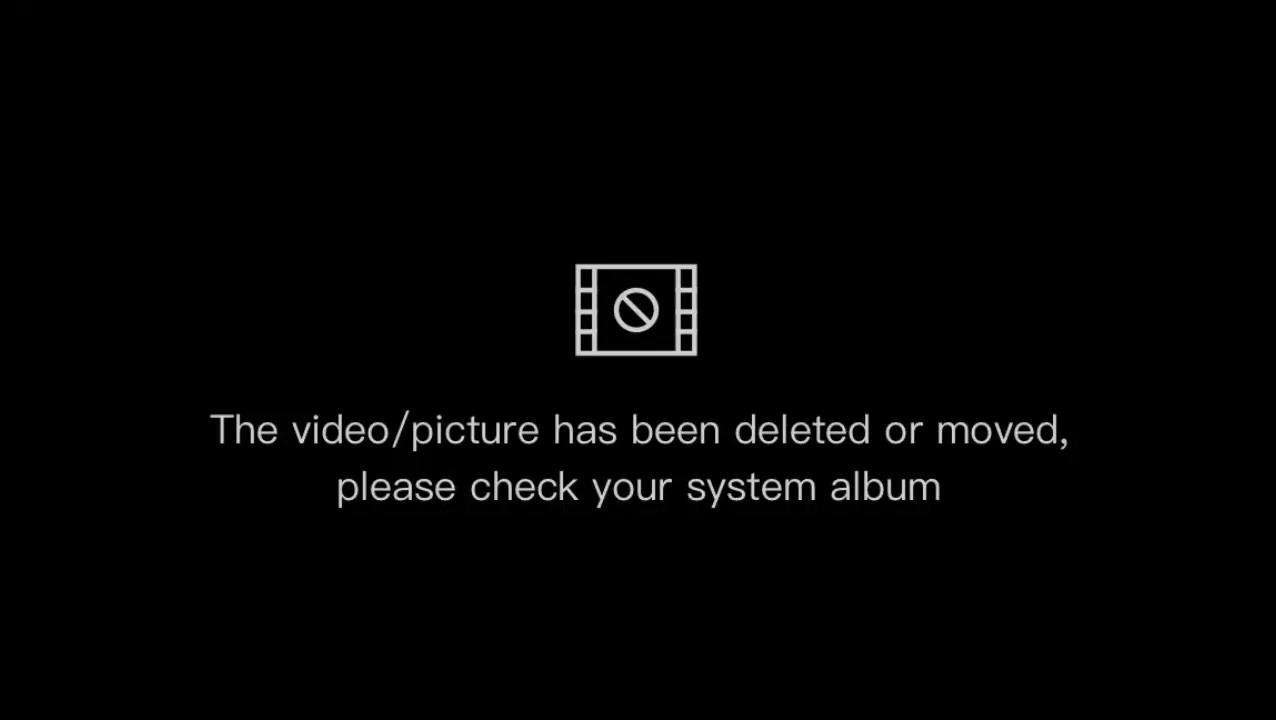 The video/picture has been deleted or moved,
please check your system album